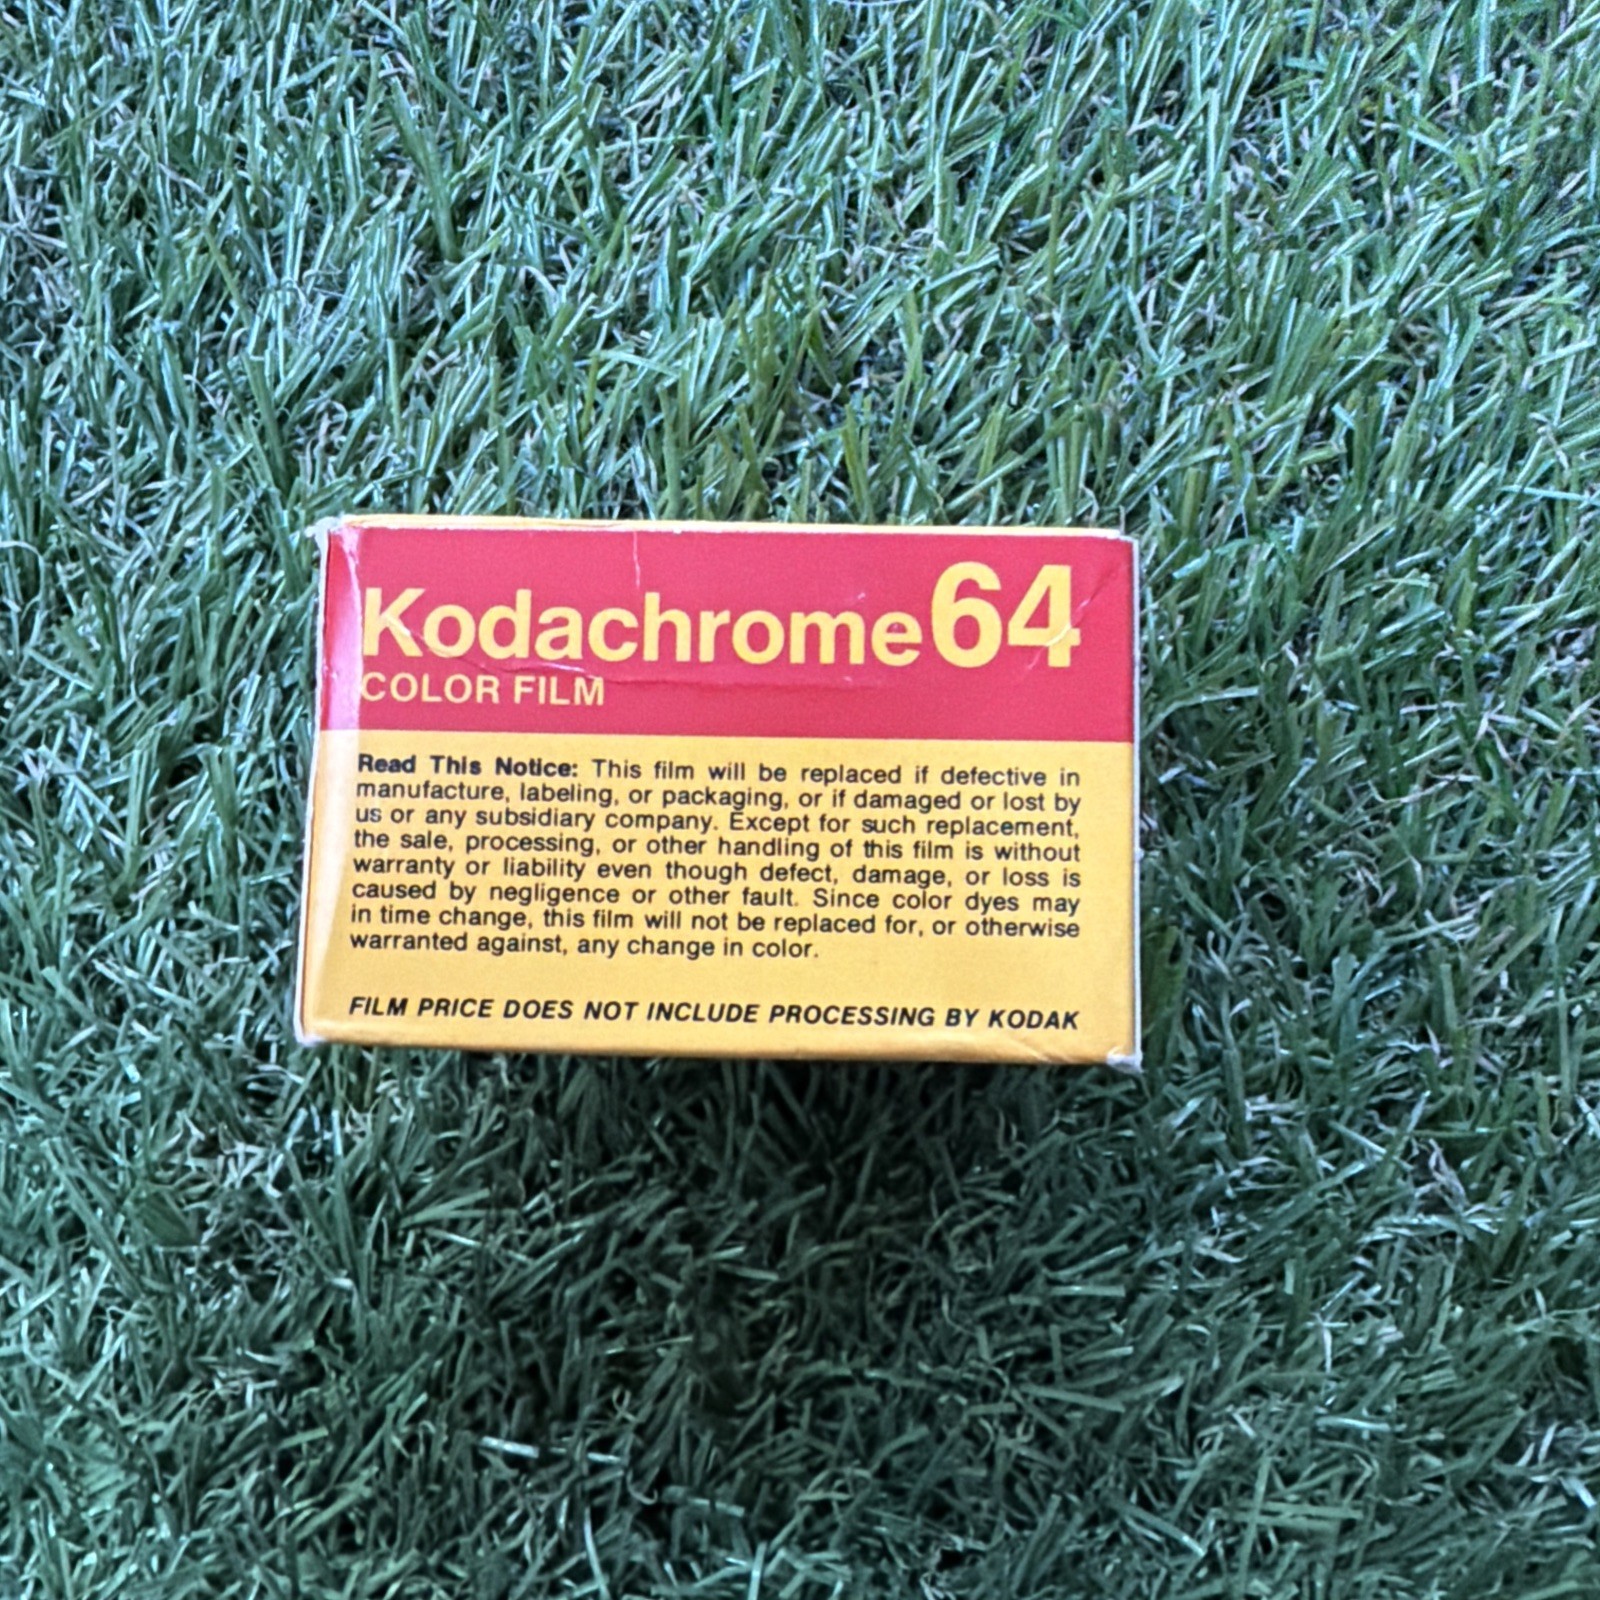 Kodachrome64
COLOR FILM
Read This Notice: This film will be replaced if defective in
manufacture, labeling, or packaging, or if damaged or lost by
us or any subsidiary company. Except for such replacement,
the sale, processing, or other handling of this film is without
warranty or liability even though defect, damage, or loss is
caused by negligence or other fault. Since color dyes may
in time change, this film will not be replaced for, or otherwise
warranted against, any change in color.
FILM PRICE DOES NOT INCLUDE PROCESSING BY KODAK